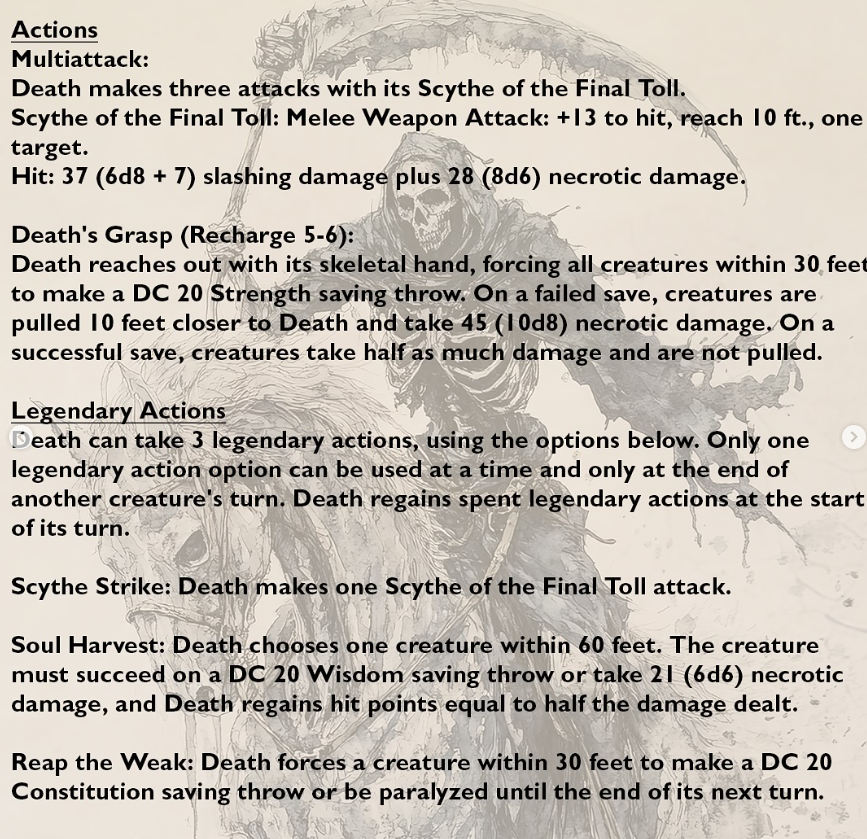 Actions
Multiattack:
Death makes three attacks with its Scythe of the Final Toll.
Scythe of the Final Toll: Melee Weapon Attack: +13 to hit, reach 10 ft., one
target.
Hit: 37 (6d8 + 7) slashing damage plus 28 (8d6) necrotic damage.
Death's Grasp (Recharge 5-6):
Death reaches out with its skeletal hand, forcing all creatures within 30 feet
to make a DC 20 Strength saving throw. On a failed save, creatures are
pulled 10 feet closer to Death and take 45 (10d8) necrotic damage. On a
successful save, creatures take half as much damage and are not pulled.
Legendary Actions
Death can take 3 legendary actions, using the options below. Only one
legendary action option can be used at a time and only at the end of
another creature's turn. Death regains spent legendary actions at the start
of its turn.
Scythe Strike: Death makes one Scythe of the Final Toll attack.
Soul Harvest: Death chooses one creature within 60 feet. The creature
must succeed on a DC 20 Wisdom saving throw or take 21 (6d6) necrotic
damage, and Death regains hit points equal to half the damage dealt.
Reap the Weak: Death forces a creature within 30 feet to make a DC 20
Constitution saving throw or be paralyzed until the end of its next turn.